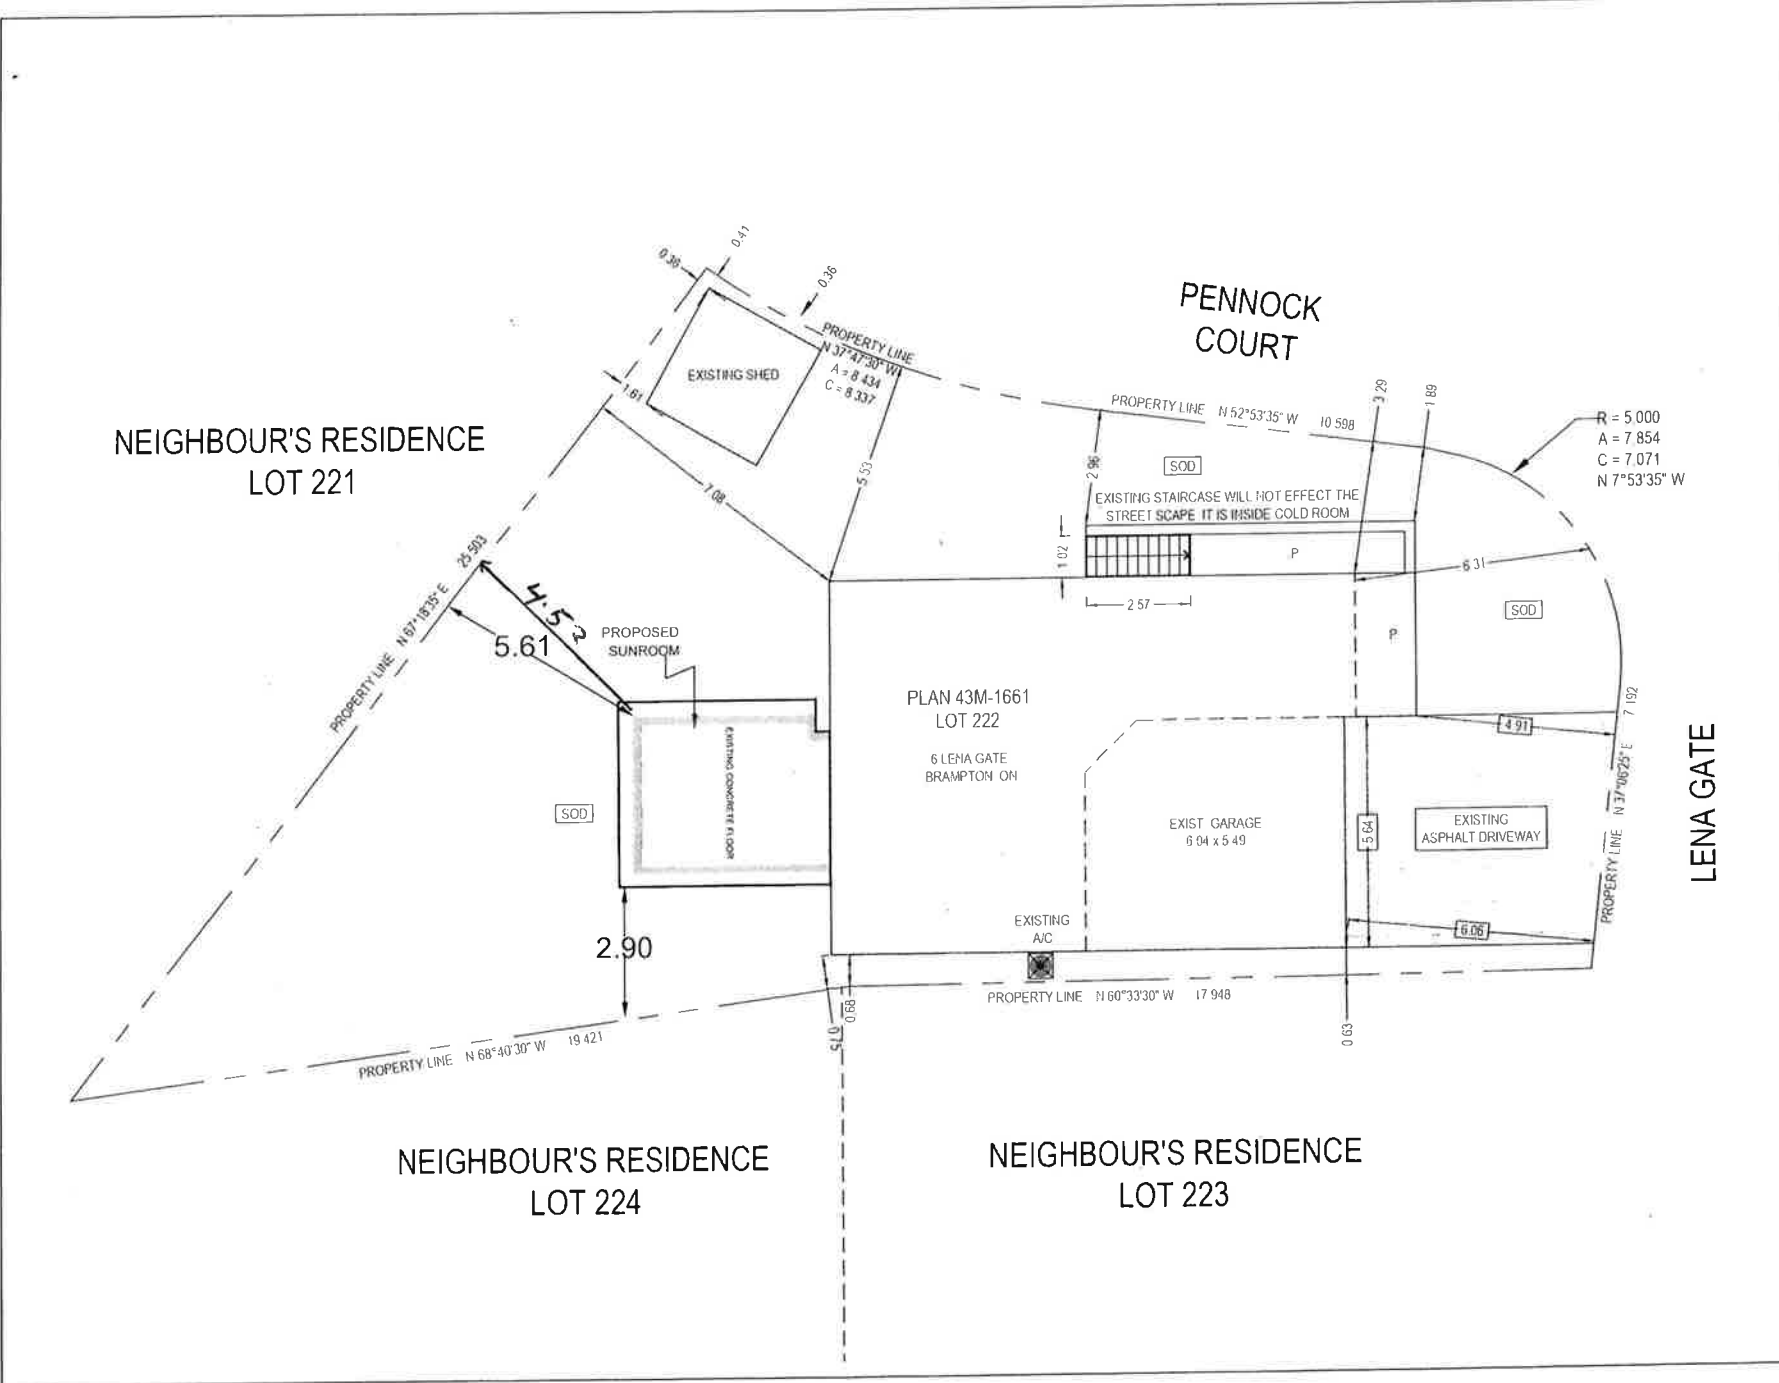 0.41
0.36
0.36
PENNOCK
COURT
PROPERTY LINE
N 37°47'30" W
A = 8.434
C = 8.337
EXISTING SHED
1.61
3.29
1.89
PROPERTY LINE N 52°53'35" W 10.598
R = 5.000
A = 7.854
C = 7.071
N 7°53'35" W
NEIGHBOUR'S RESIDENCE
LOT 221
7.08
5.53
2.96
SOD
EXISTING STAIRCASE WILL NOT EFFECT THE
STREET SCAPE IT IS INSIDE COLD ROOM
1.02
P
2.57
6.31
SOD
P
PROPERTY LINE N 67°18'35" E 25.503
4.52
5.61
PROPOSED
SUNROOM
EXISTING CONCRETE FLOOR
SOD
PLAN 43M-1661
LOT 222
6 LENA GATE
BRAMPTON ON
4.91
7.192
PROPERTY LINE N 37°06'25" E
LENA GATE
EXIST GARAGE
6.04 x 5.49
5.64
EXISTING
ASPHALT DRIVEWAY
EXISTING
A/C
6.06
2.90
0.68
0.75
0.63
PROPERTY LINE N 60°33'30" W 17.948
PROPERTY LINE N 68°40'30" W 19.421
NEIGHBOUR'S RESIDENCE
LOT 224
NEIGHBOUR'S RESIDENCE
LOT 223